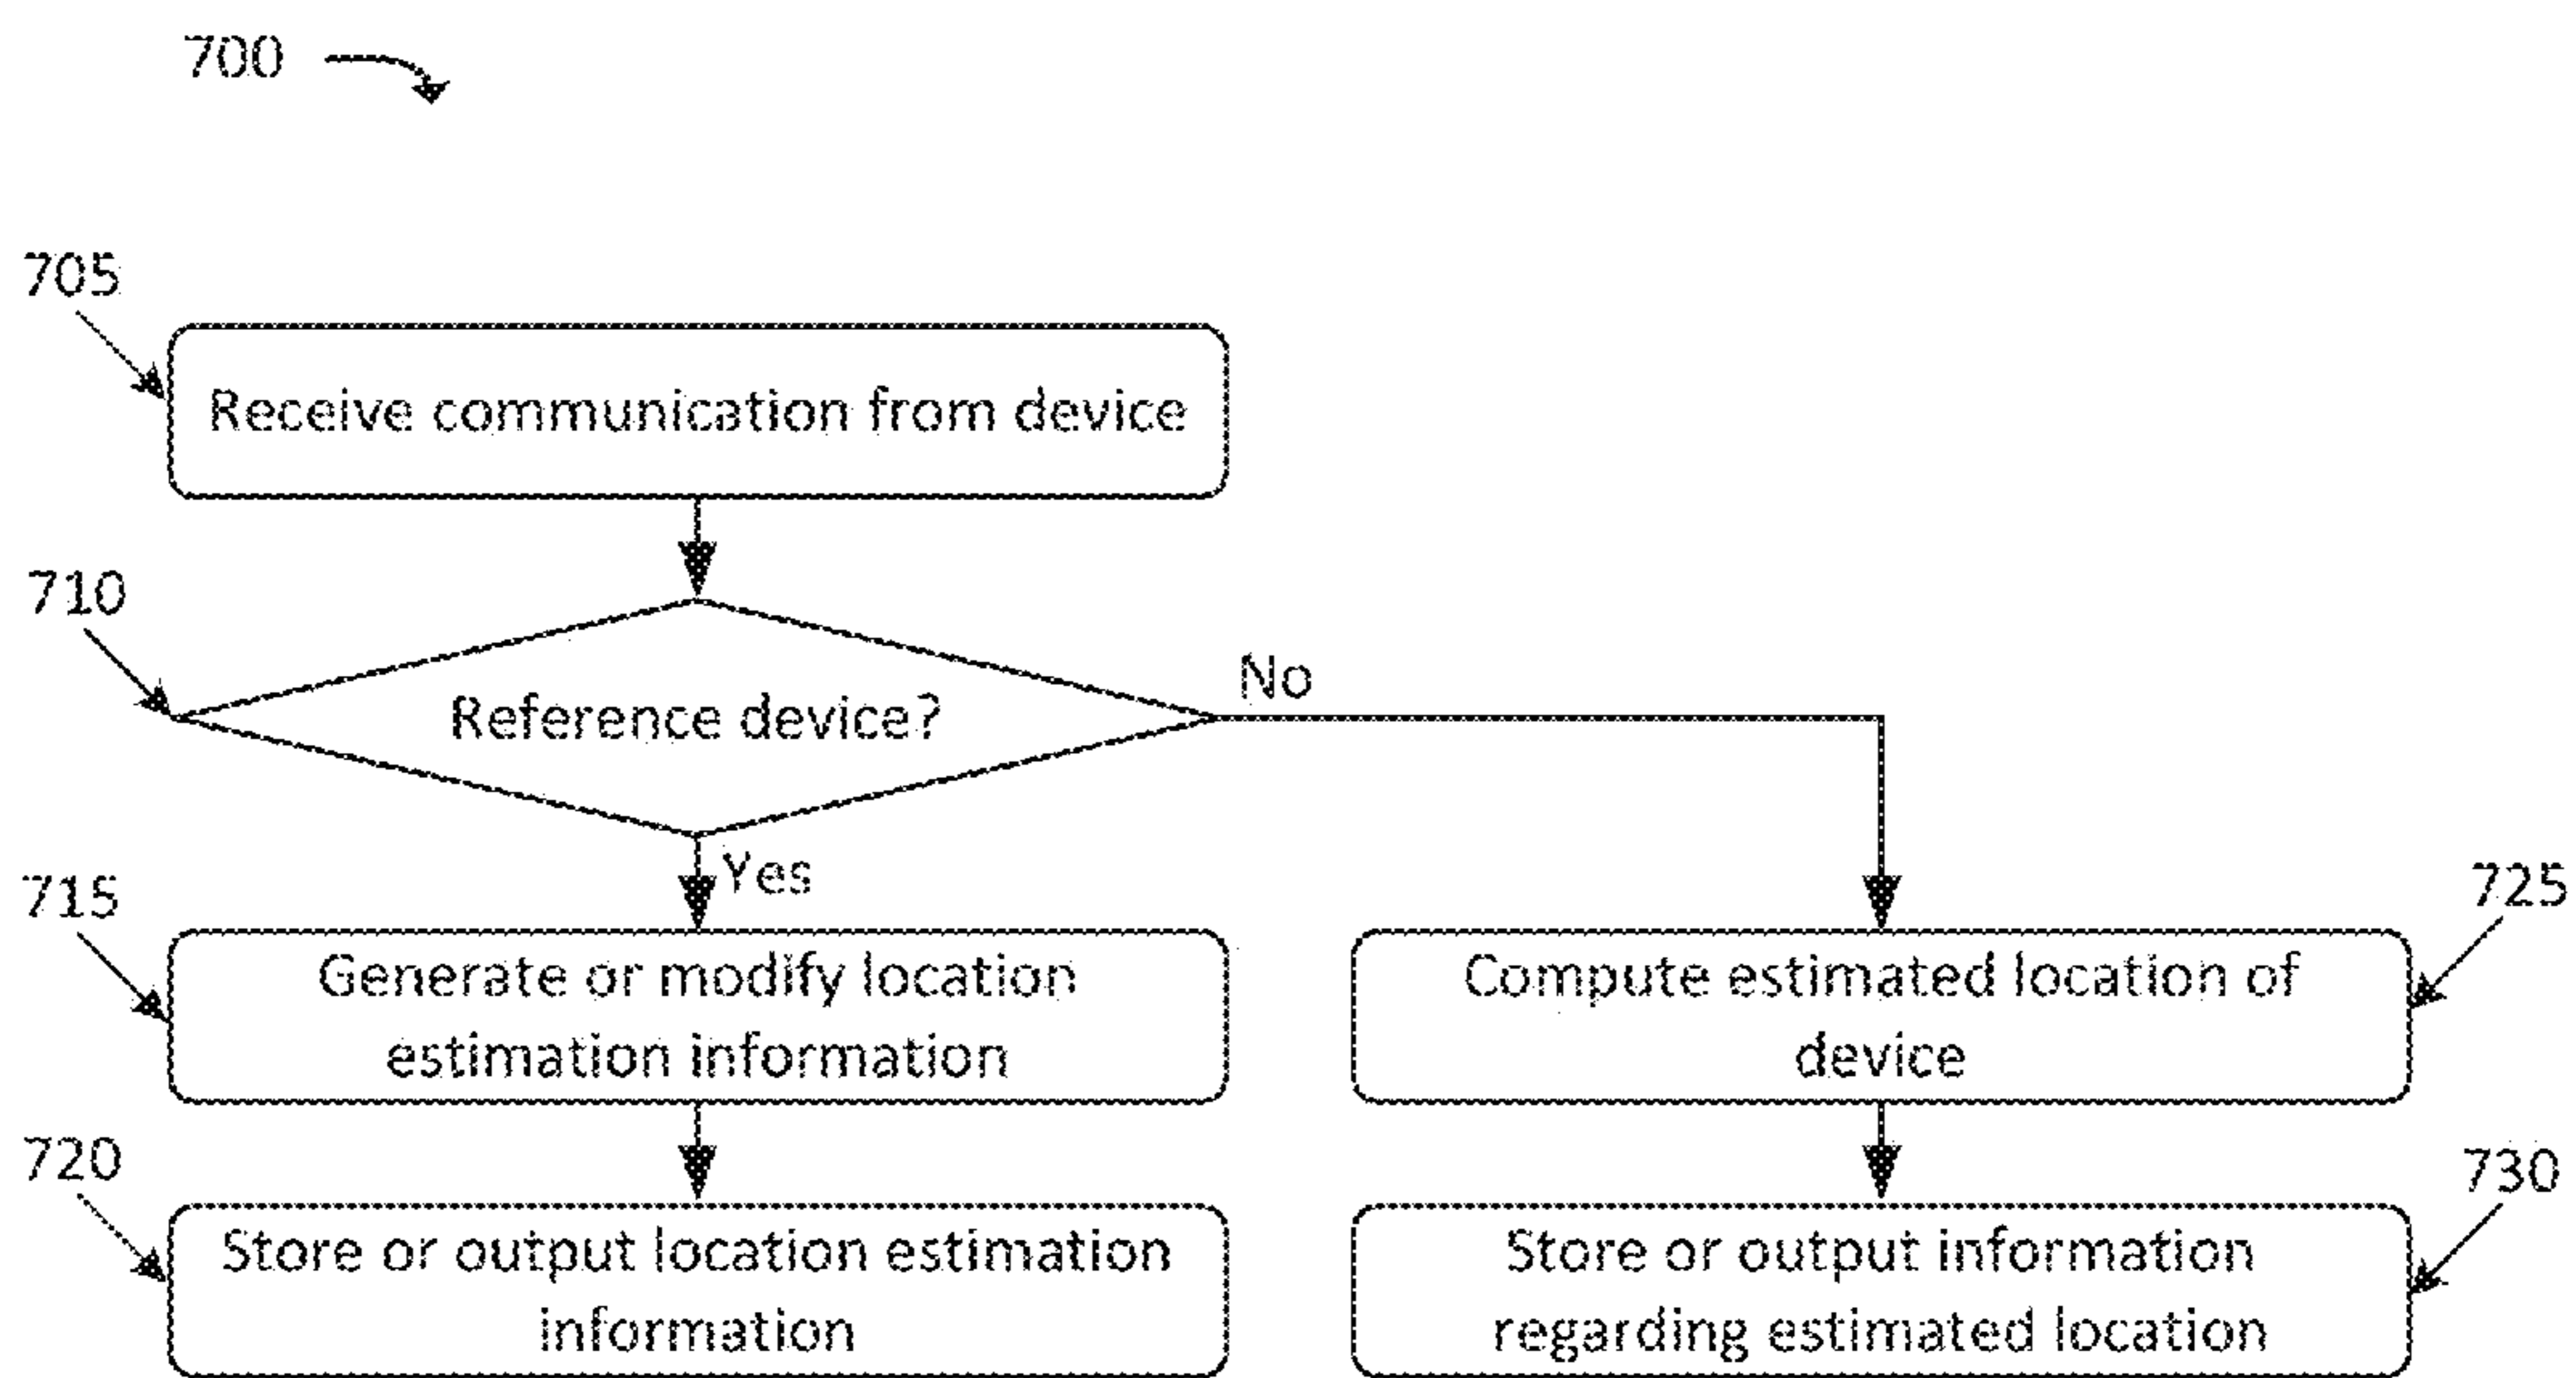 700
705
Receive communication from device
710
Reference device?
No
Yes
715
Generate or modify location
estimation information
725
Compute estimated location of
device
720
Store or output location estimation
information
730
Store or output information
regarding estimated location